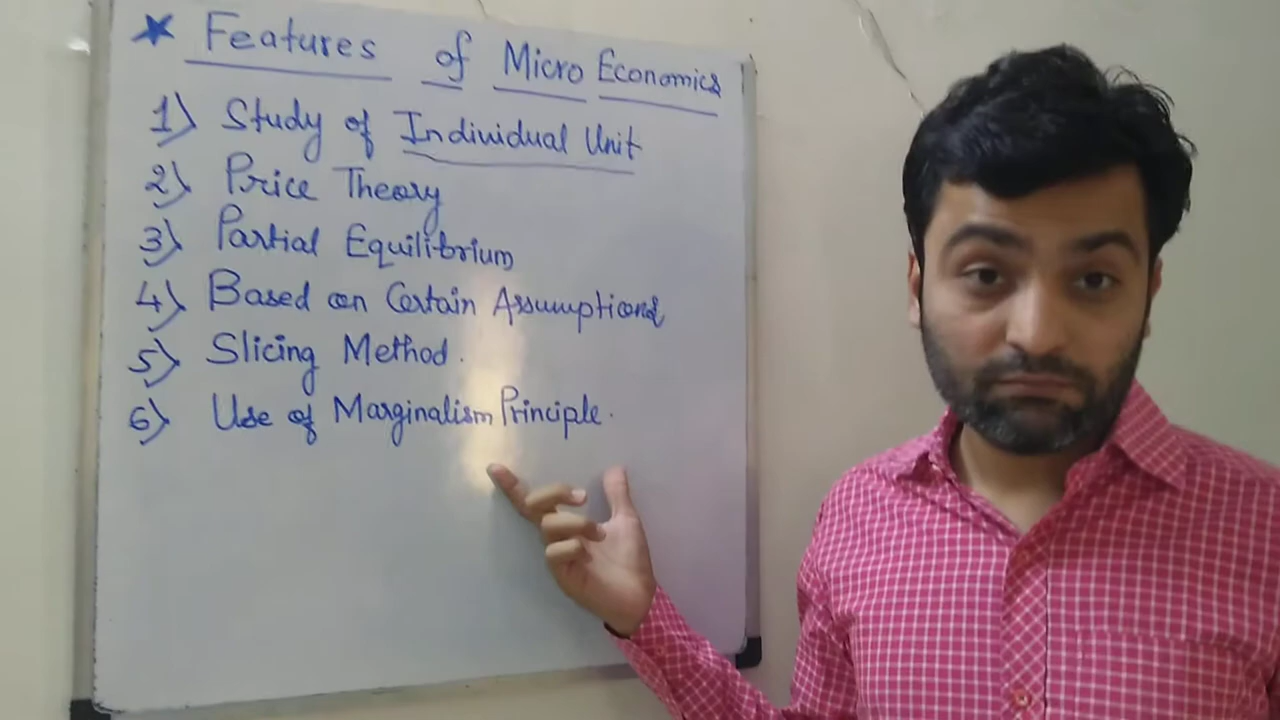 ★ Features of Micro Economics
1) Study of Individual Unit
2) Price Theory
3) Partial Equilibrium
4) Based on Certain Assumptions
5) Slicing Method.
6) Use of Marginalism Principle.